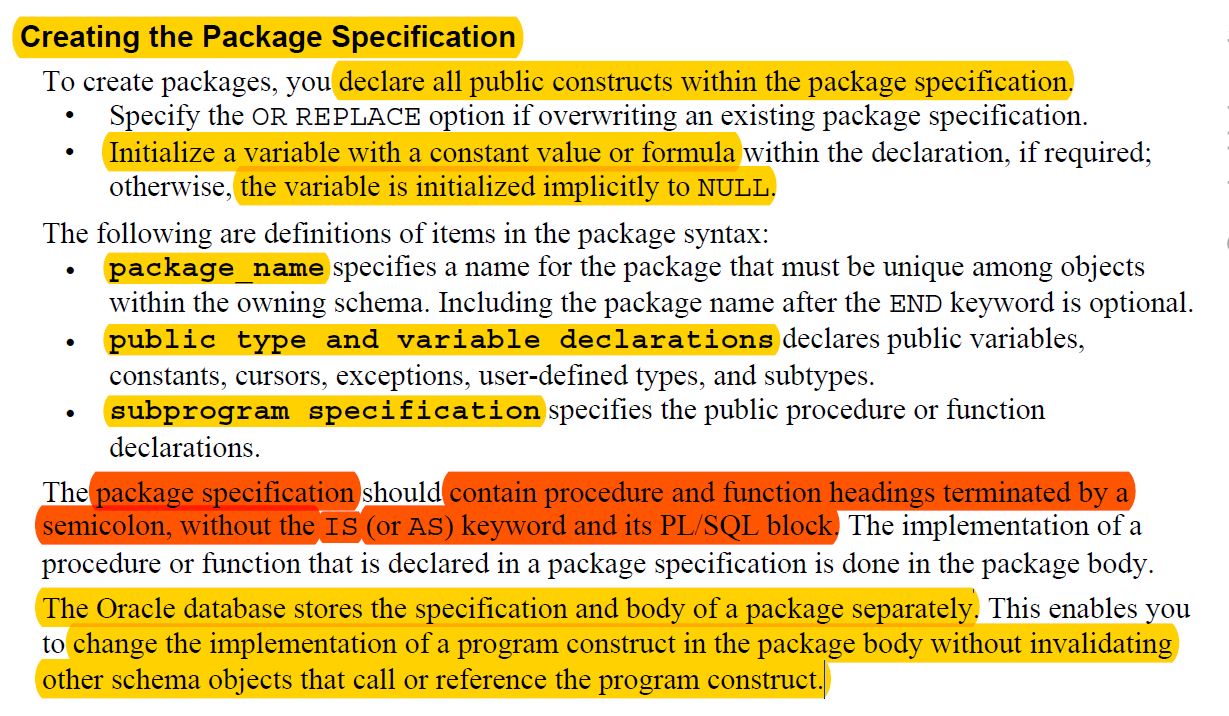 Creating the Package Specification
To create packages, you declare all public constructs within the package specification.
• Specify the OR REPLACE option if overwriting an existing package specification.
• Initialize a variable with a constant value or formula within the declaration, if required;
otherwise, the variable is initialized implicitly to NULL.
The following are definitions of items in the package syntax:
• package_name specifies a name for the package that must be unique among objects
within the owning schema. Including the package name after the END keyword is optional.
• public type and variable declarations declares public variables,
constants, cursors, exceptions, user-defined types, and subtypes.
• subprogram specification specifies the public procedure or function
declarations.
The package specification should contain procedure and function headings terminated by a
semicolon, without the IS (or AS) keyword and its PL/SQL block. The implementation of a
procedure or function that is declared in a package specification is done in the package body.
The Oracle database stores the specification and body of a package separately. This enables you
to change the implementation of a program construct in the package body without invalidating
other schema objects that call or reference the program construct.